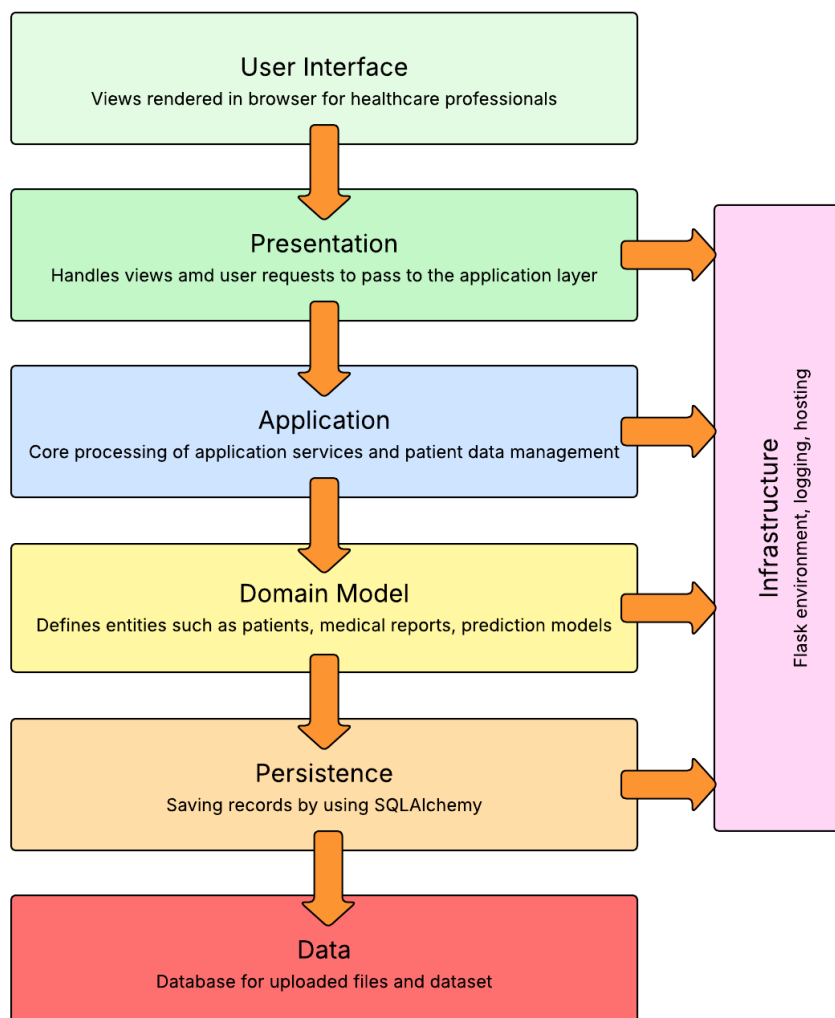 User Interface
Views rendered in browser for healthcare professionals
Presentation
Handles views amd user requests to pass to the application layer
Application
Core processing of application services and patient data management
Domain Model
Defines entities such as patients, medical reports, prediction models
Persistence
Saving records by using SQLAlchemy
Data
Database for uploaded files and dataset
Infrastructure
Flask environment, logging, hosting